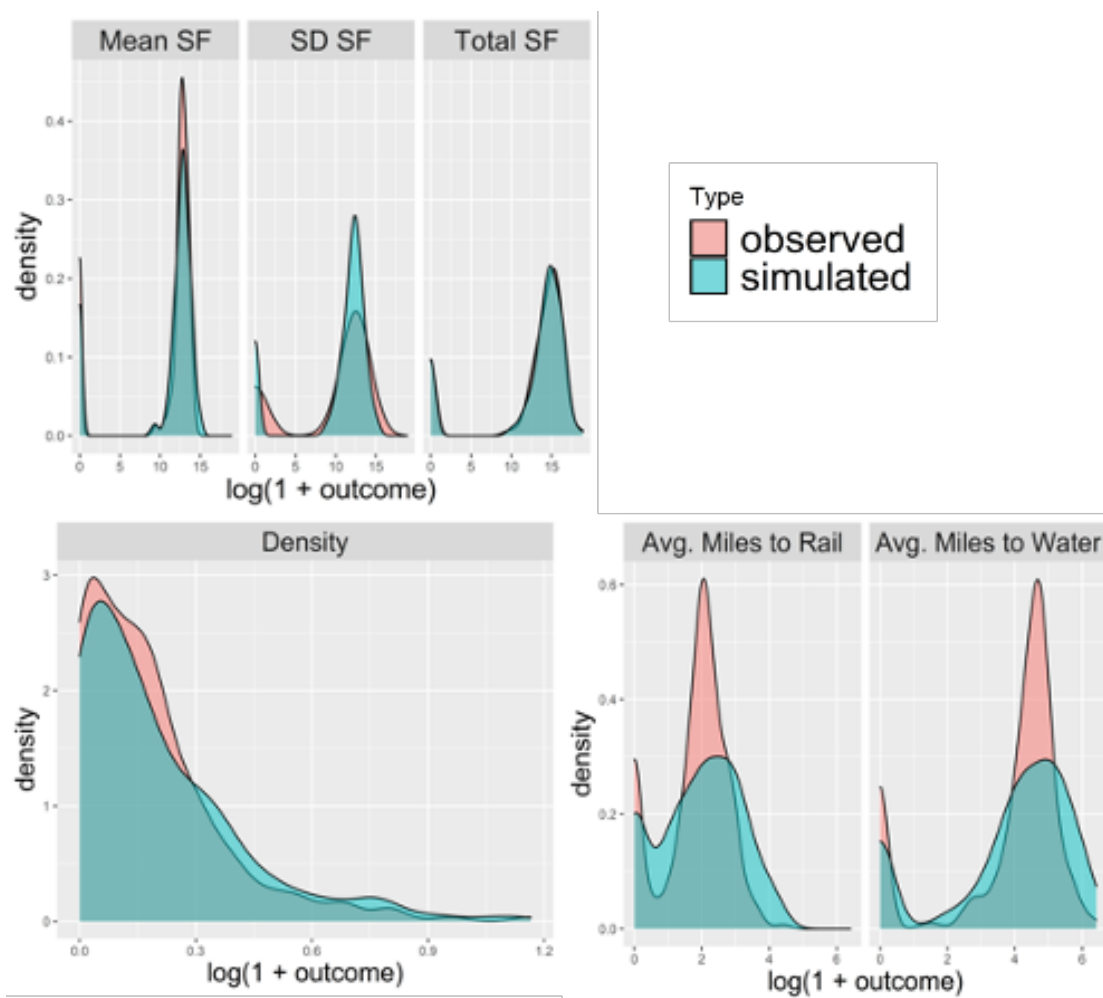 Mean SF SD SF Total SF
density
0.4
0.3
0.2
0.1
0.0
0 5 10 15 0 5 10 15 0 5 10 15
log(1 + outcome)
Type
observed
simulated
Density
density
3
2
1
0
0.0 0.3 0.6 0.9 1.2
log(1 + outcome)
Avg. Miles to Rail Avg. Miles to Water
density
0.6
0.4
0.2
0.0
0 2 4 6 0 2 4 6
log(1 + outcome)